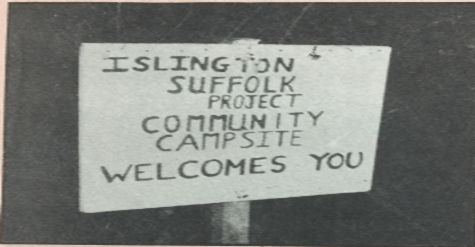 ISLINGTON
SUFFOLK
PROJECT
COMMUNITY
CAMPSITE
WELCOMES YOU